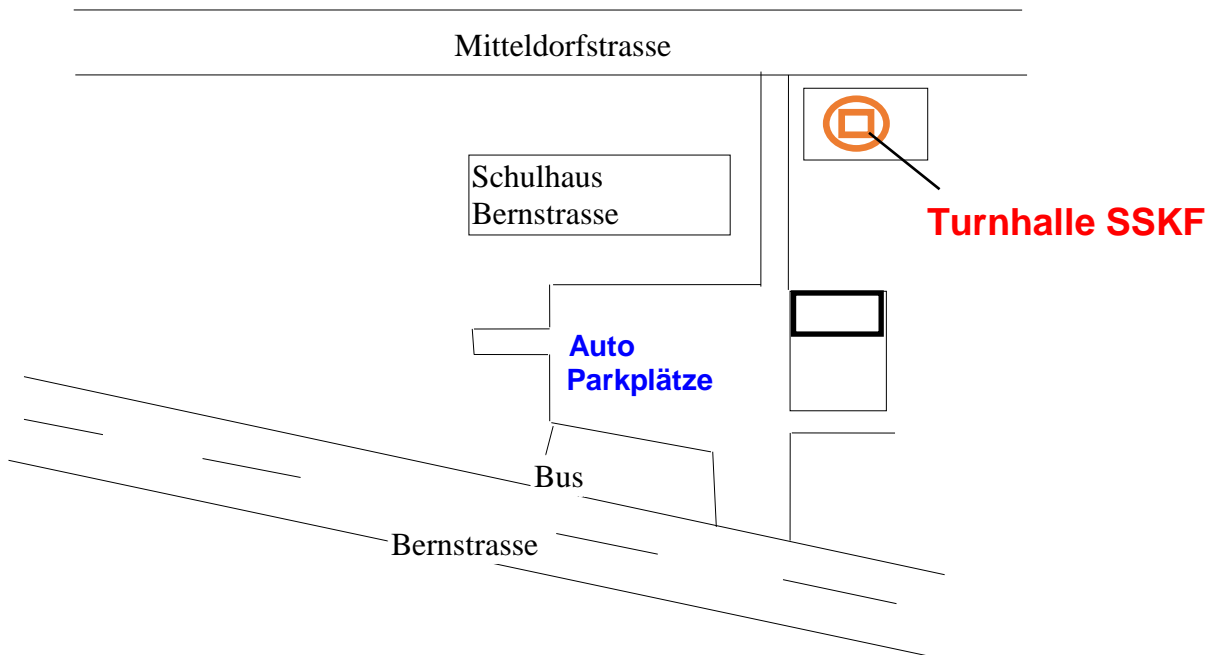 Mitteldorfstrasse
Schulhaus
Bernstrasse
Turnhalle SSKF
Auto
Parkplätze
Bus
Bernstrasse